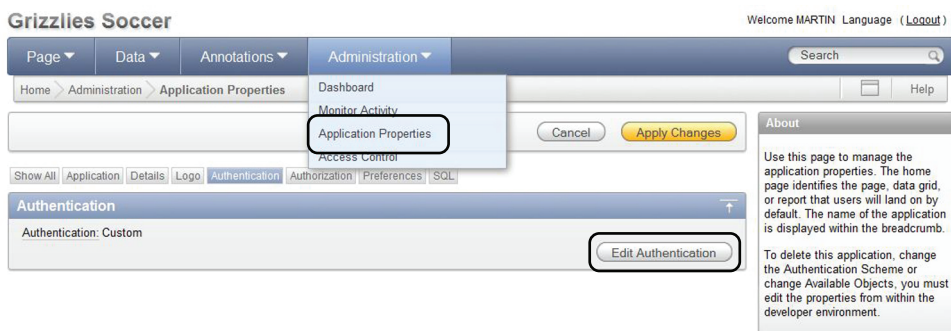 Grizzlies Soccer
Welcome MARTIN Language ( Logout )
Page Data Annotations Administration
Search
Home Administration Application Properties
Help
Dashboard
Monitor Activity
Application Properties
Access Control
Cancel Apply Changes
Show All Application Details Logo Authentication Authorization Preferences SQL
Authentication
Authentication: Custom
Edit Authentication
About
Use this page to manage the
application properties. The home
page identifies the page, data grid,
or report that users will land on by
default. The name of the application
is displayed within the breadcrumb.
To delete this application, change
the Authentication Scheme or
change Available Objects, you must
edit the properties from within the
developer environment.